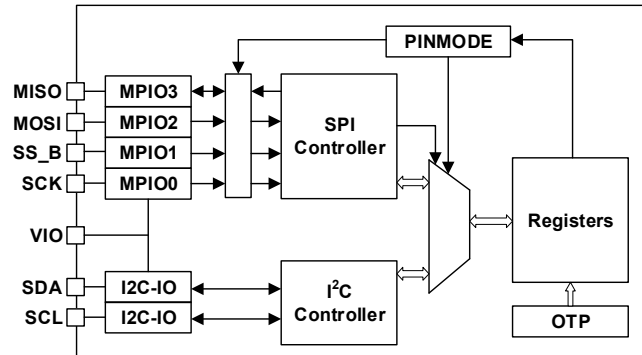 PINMODE
MISO
MPIO3
MOSI
MPIO2
SS_B
MPIO1
SCK
MPIO0
SPI
Controller
VIO
Registers
SDA
I2C-IO
SCL
I2C-IO
I²C
Controller
OTP